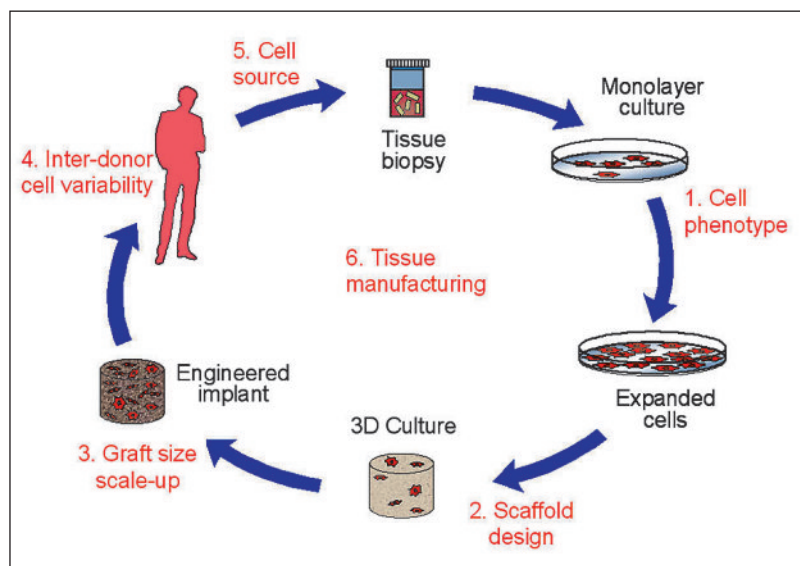 5. Cell
source
Tissue
biopsy
Monolayer
culture
4. Inter-donor
cell variability
1. Cell
phenotype
6. Tissue
manufacturing
Engineered
implant
3D Culture
Expanded
cells
3. Graft size
scale-up
2. Scaffold
design